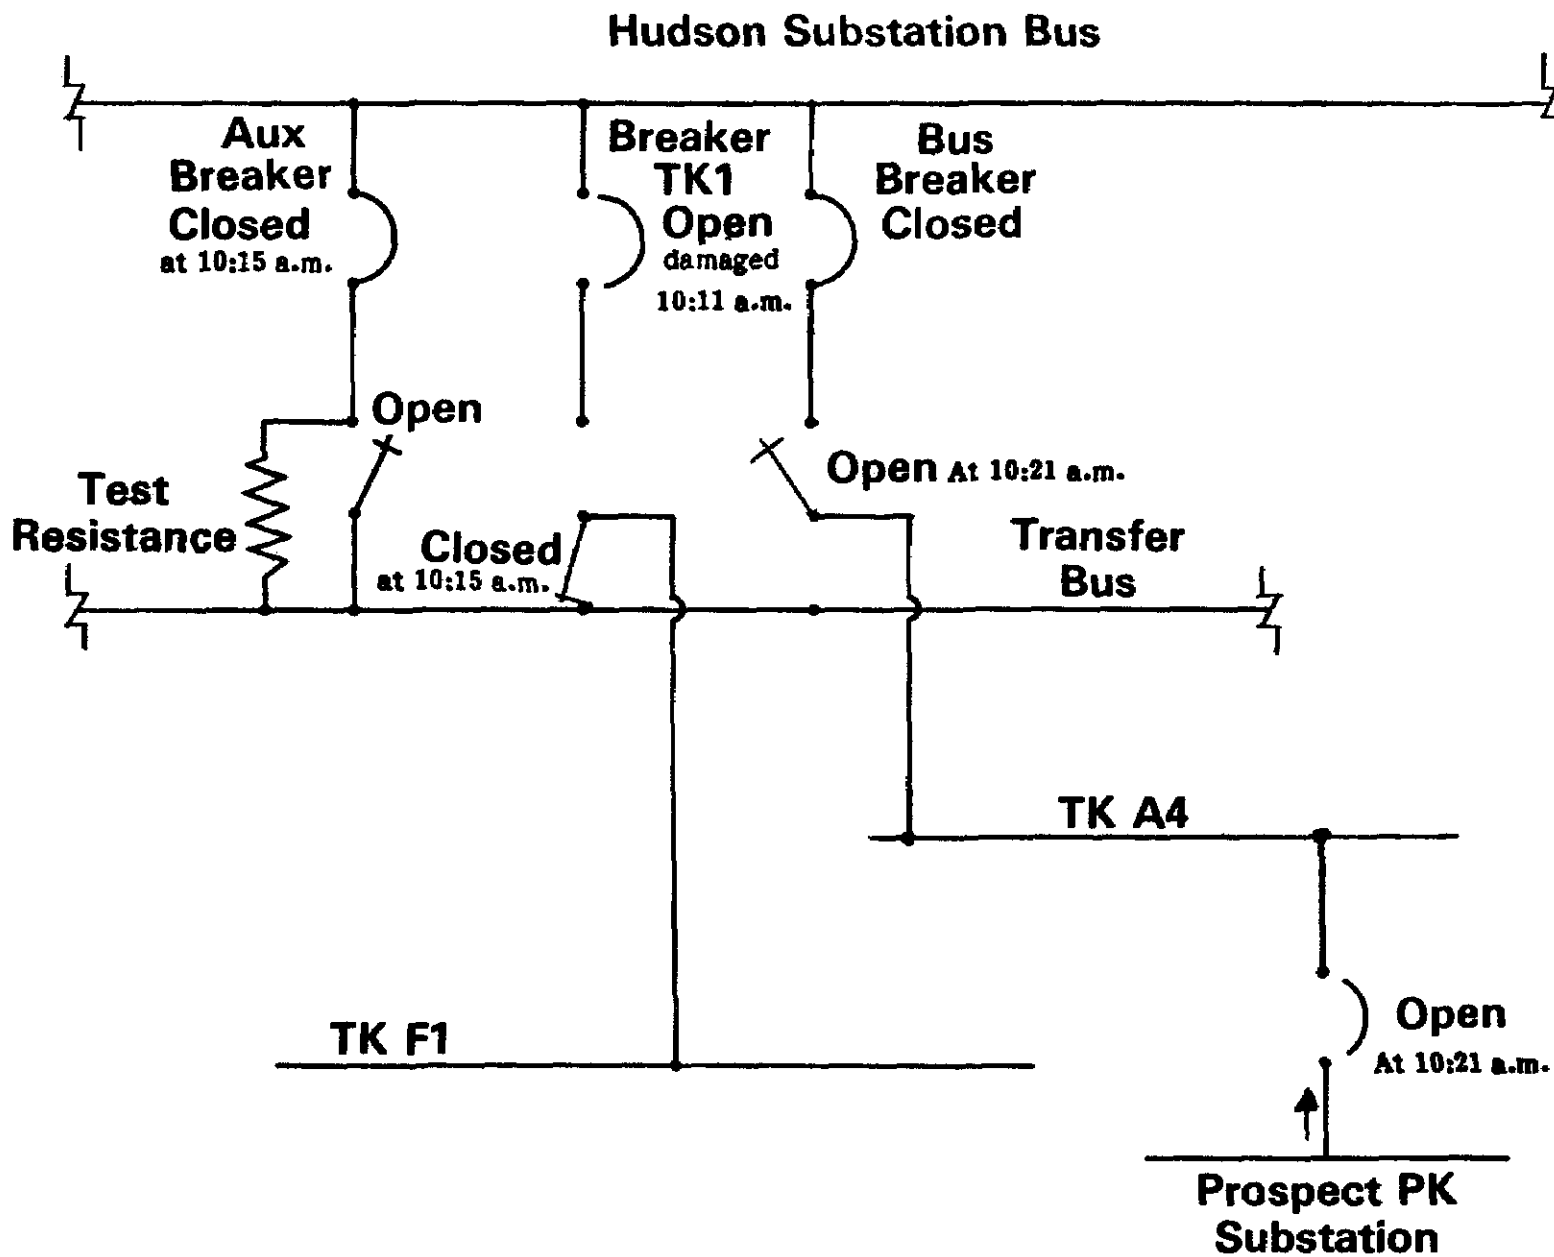 Hudson Substation Bus
Aux
Breaker
Closed
at 10:15 a.m.
Breaker
TK1
Open
damaged
10:11 a.m.
Bus
Breaker
Closed
Open
Test
Resistance
Closed
at 10:15 a.m.
Open At 10:21 a.m.
Transfer
Bus
TK A4
TK F1
Open
At 10:21 a.m.
Prospect PK
Substation